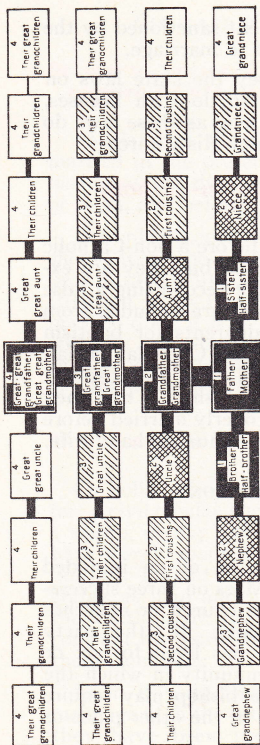 4
Their great
grandchildren
4
Their
grandchildren
4
Their children
4
Great
great uncle
4
Great-great
grandfather
Great great
grandmother
4
Great
great aunt
4
Their children
4
Their
grandchildren
4
Their great
grandchildren
4
Their great
grandchildren
3
Their
grandchildren
3
Their children
3
Great uncle
3
Great
grandfather
Great
grandmother
3
Great aunt
3
Their children
3
Their
grandchildren
4
Their great
grandchildren
4
Their children
3
Second cousins
2
First cousins
2
Uncle
2
Grandfather
Grandmother
2
Aunt
2
First cousins
3
Second cousins
4
Their children
4
Great
grandnephew
3
Grandnephew
2
Nephew
1
Brother
Half-brother
1
Father
Mother
1
Sister
Half-sister
2
Niece
3
Grandniece
4
Great
grandniece